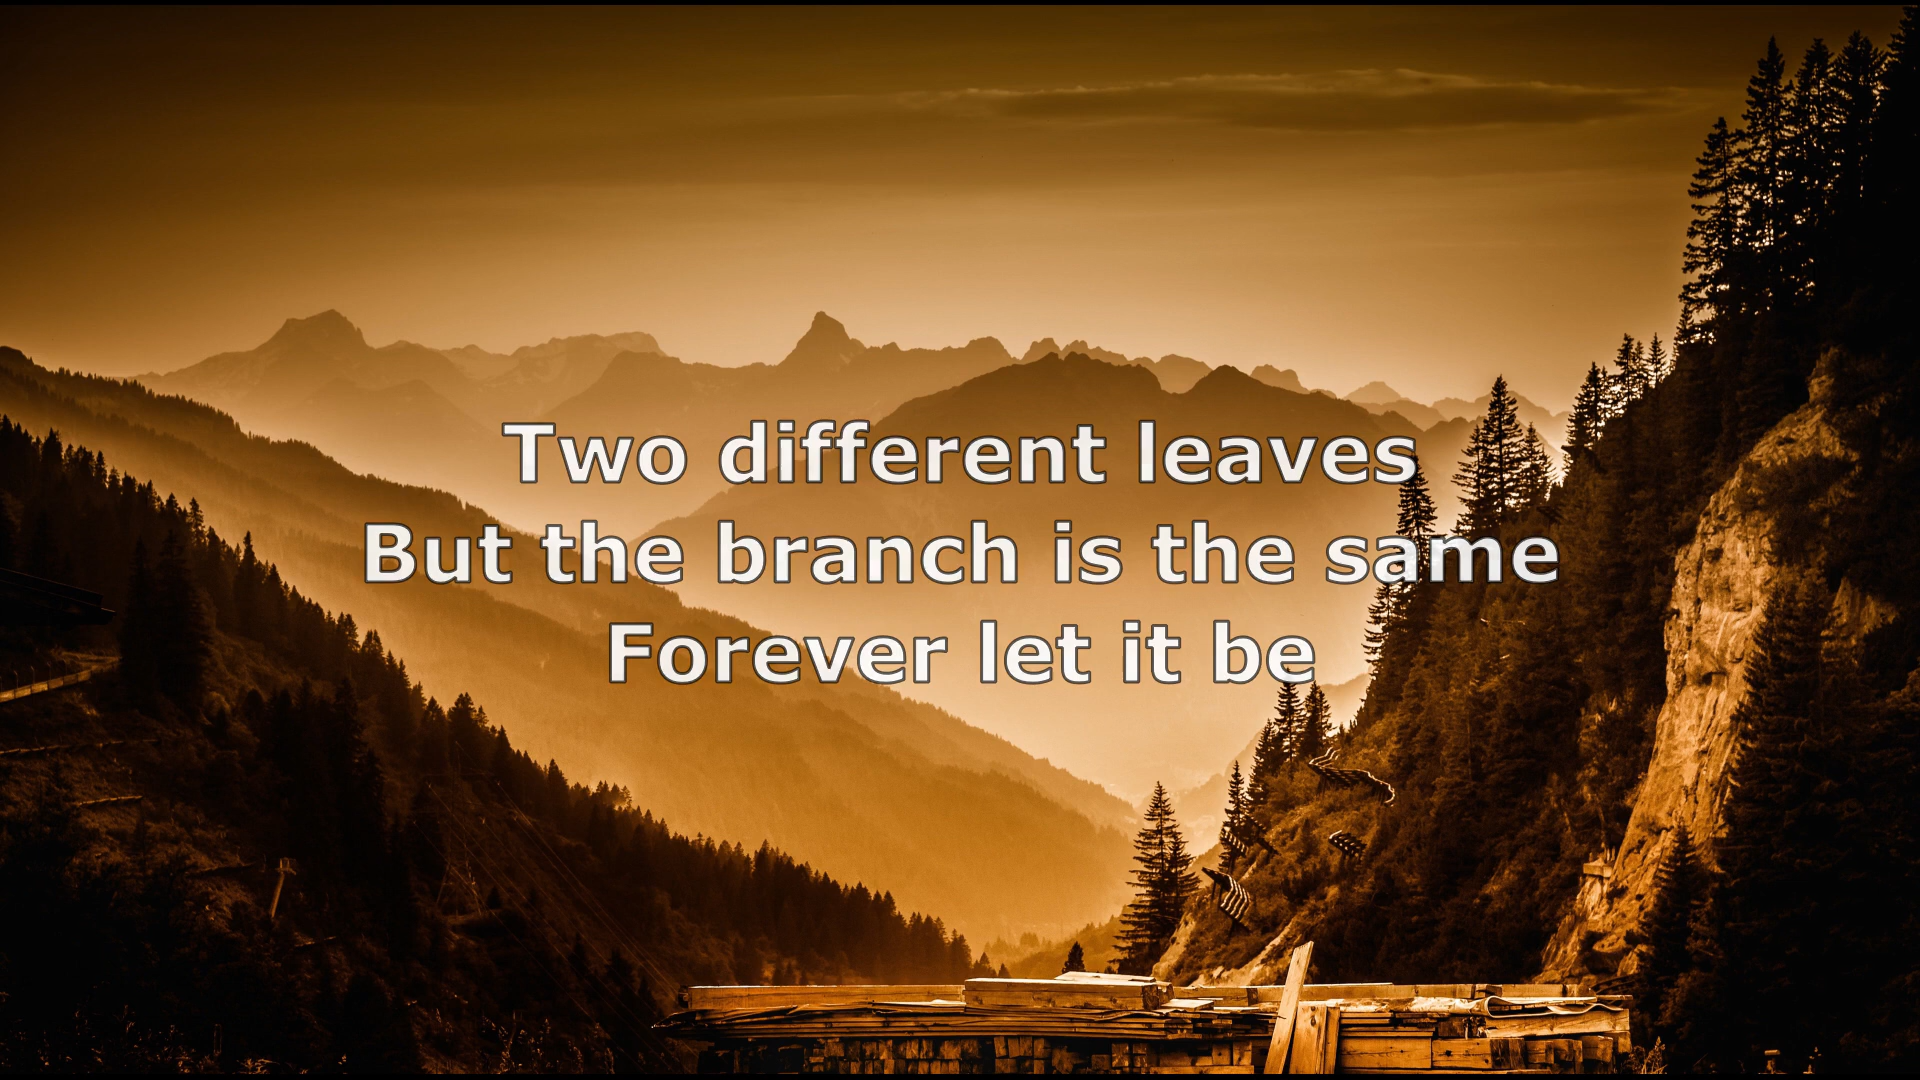 Two different leaves
But the branch is the same
Forever let it be